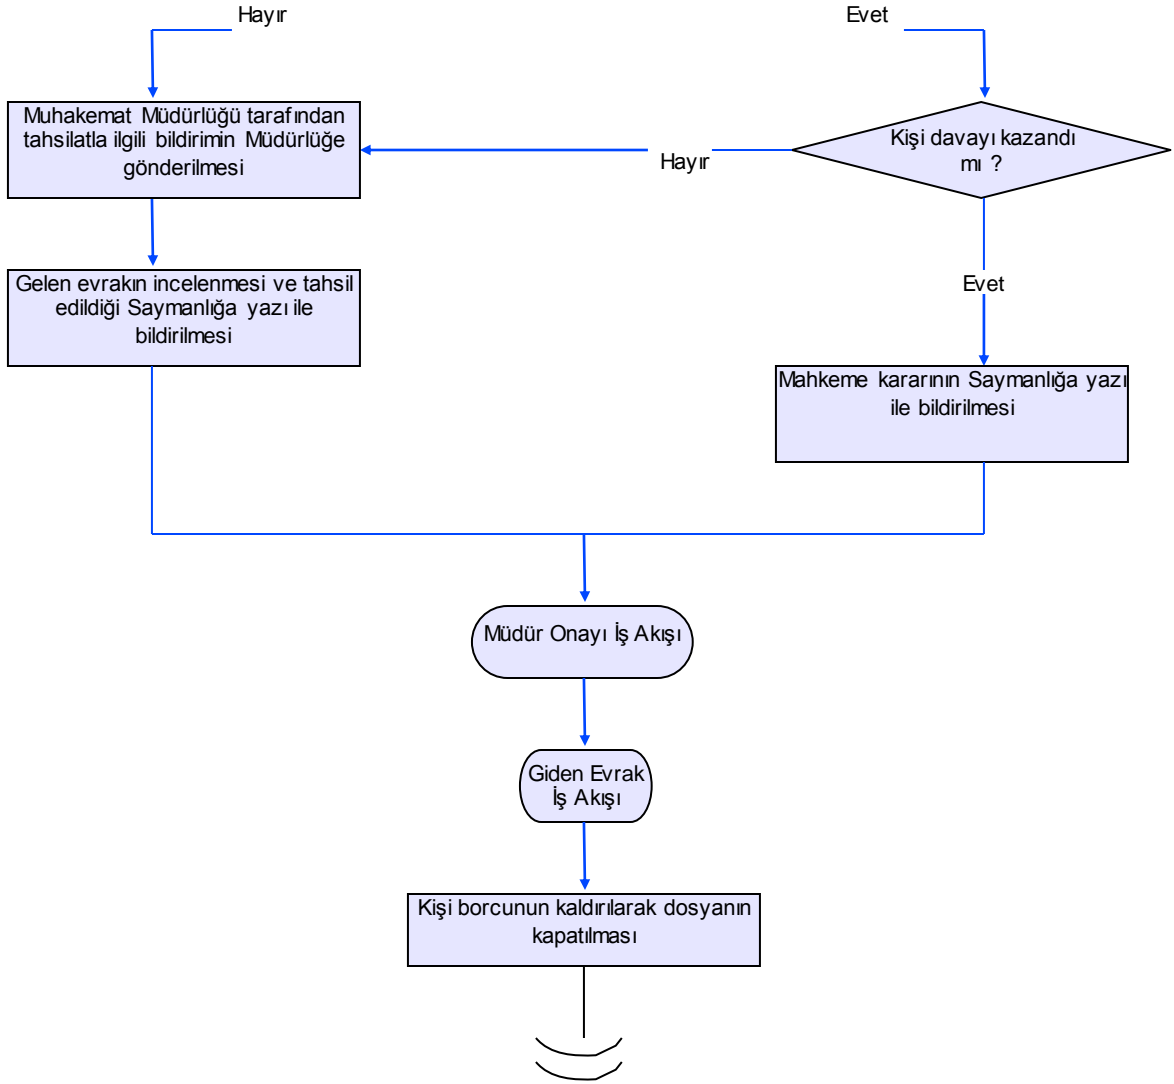 Hayır
Evet
Muhakemat Müdürlüğü tarafından
tahsilatla ilgili bildirimin Müdürlüğe
gönderilmesi
Hayır
Kişi davayı kazandı
mı ?
Gelen evrakın incelenmesi ve tahsil
edildiği Saymanlığa yazı ile
bildirilmesi
Evet
Mahkeme kararının Saymanlığa yazı
ile bildirilmesi
Müdür Onayı İş Akışı
Giden Evrak
İş Akışı
Kişi borcunun kaldırılarak dosyanın
kapatılması